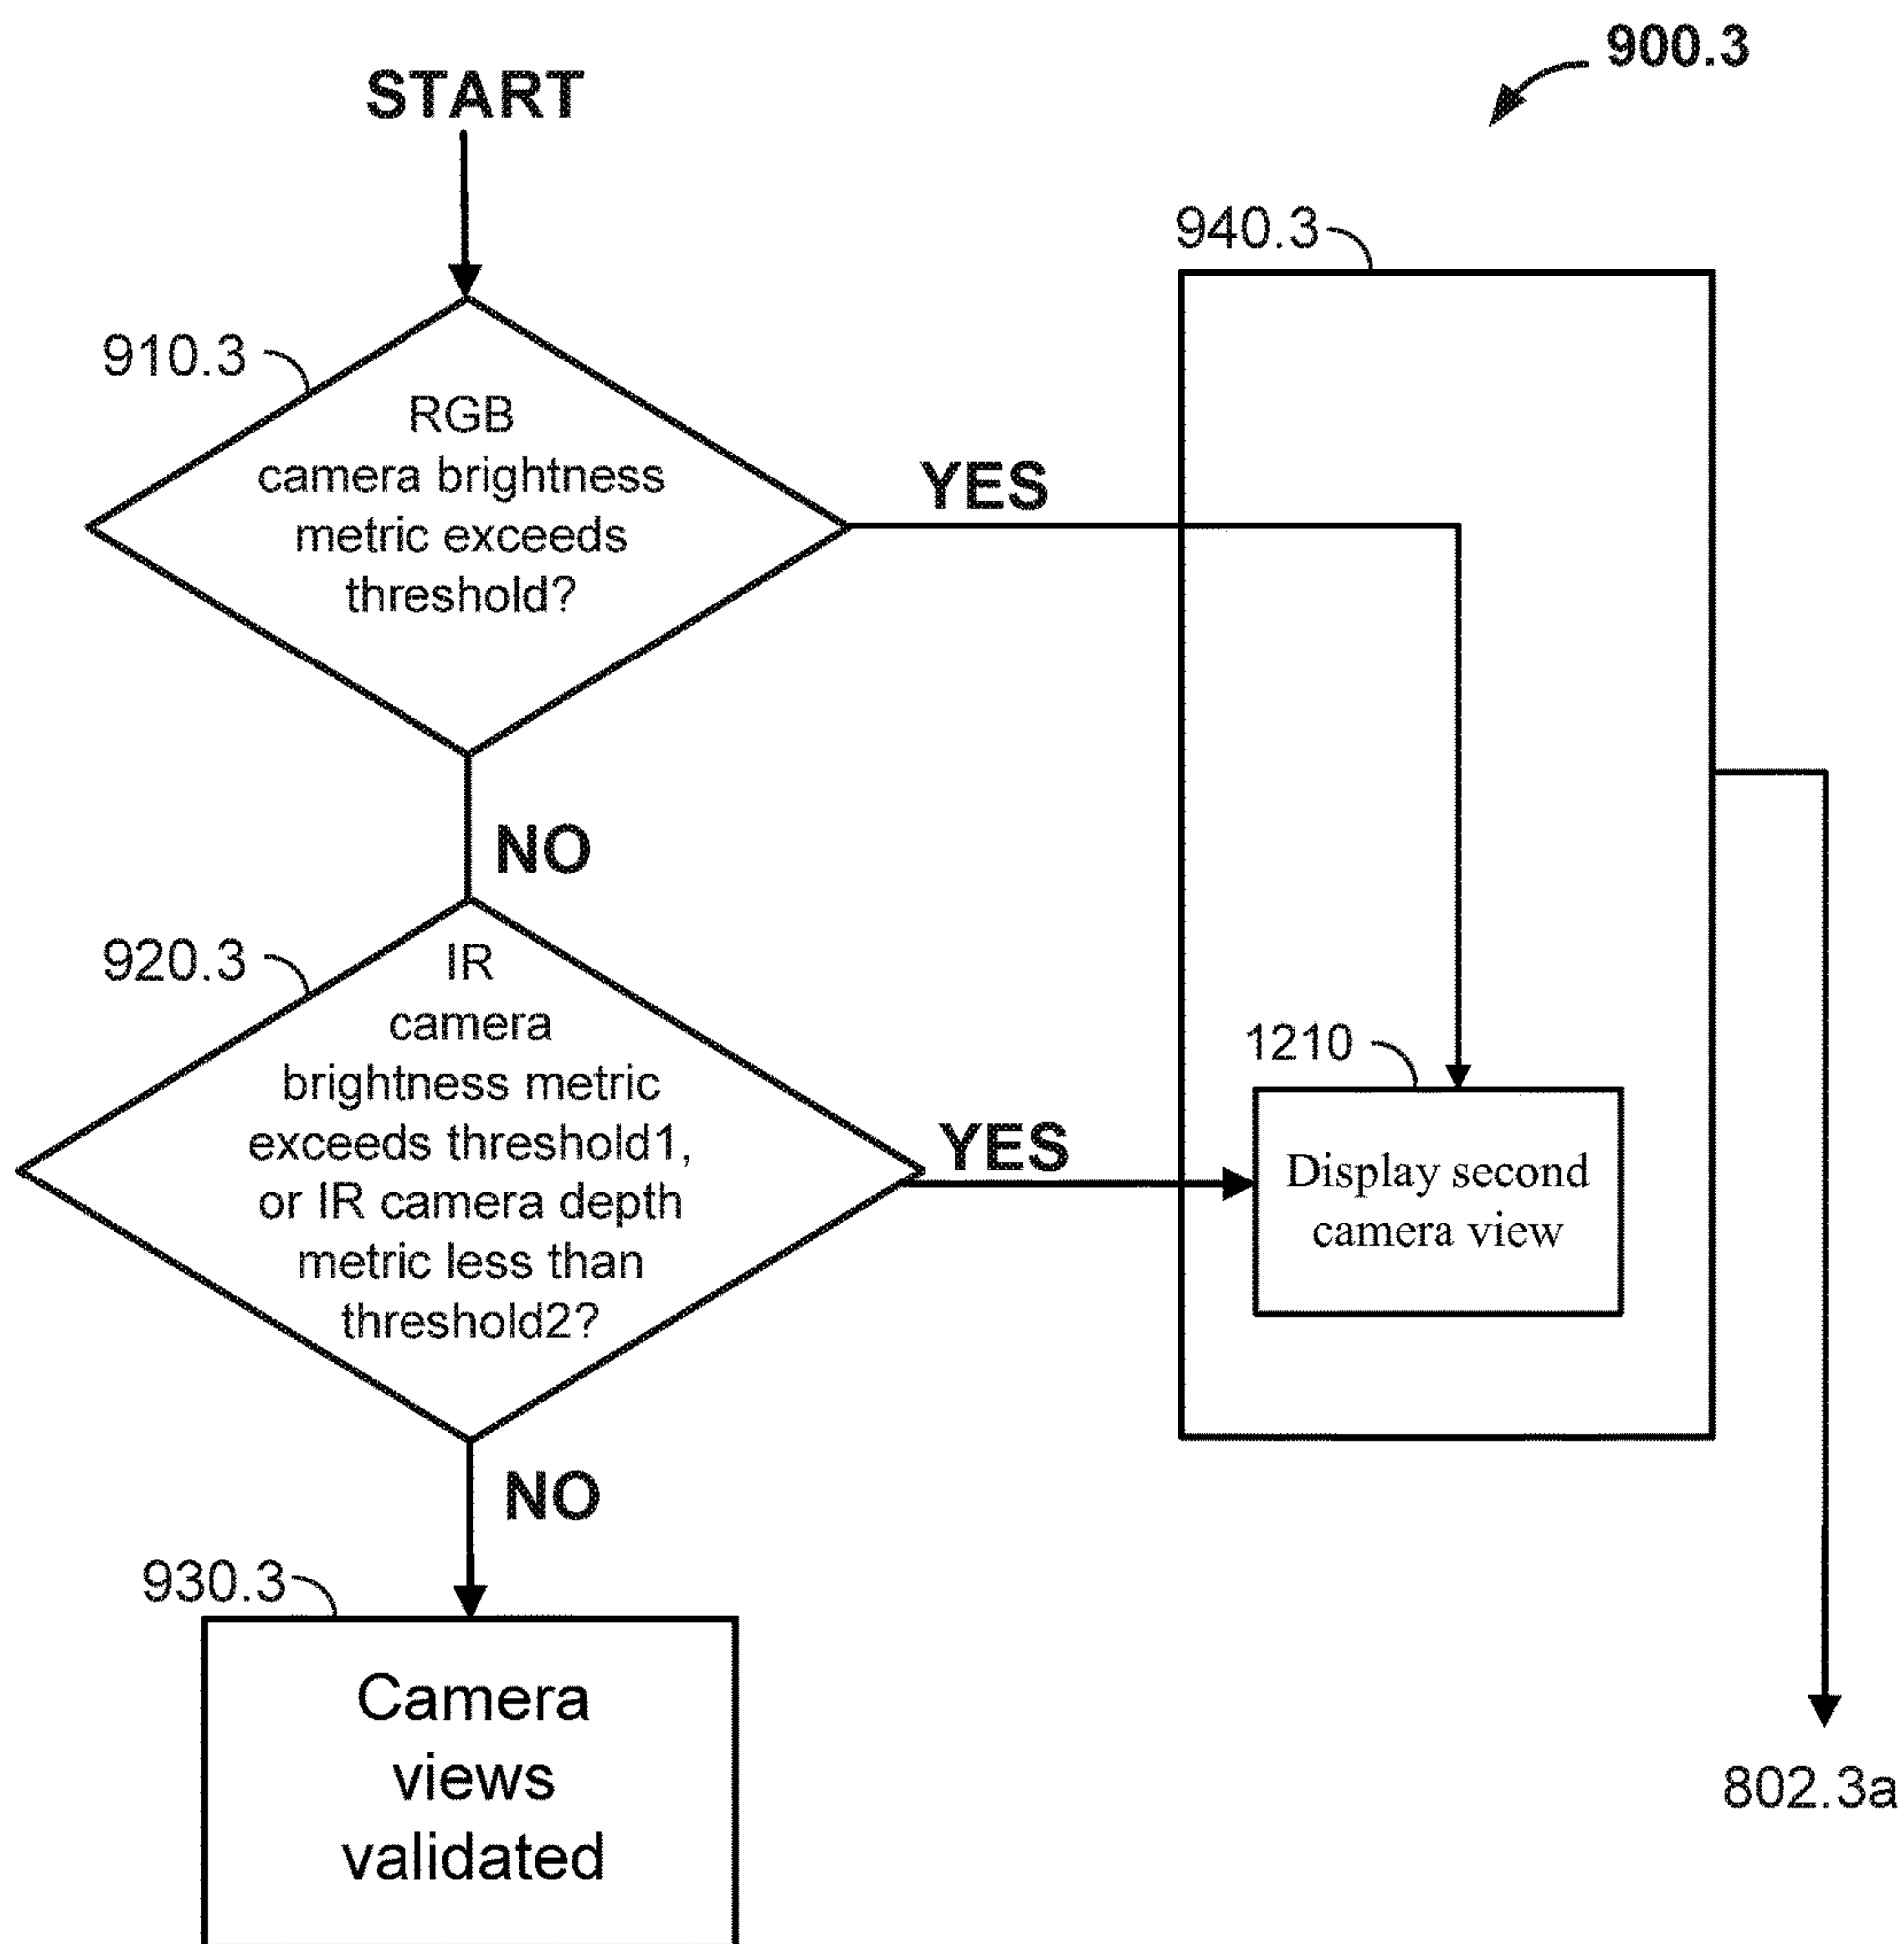 900.3
START
940.3
910.3
RGB
camera brightness
metric exceeds
threshold?
YES
NO
920.3
IR
camera
brightness metric
exceeds threshold1,
or IR camera depth
metric less than
threshold2?
YES
1210
Display second
camera view
NO
930.3
Camera
views
validated
802.3a